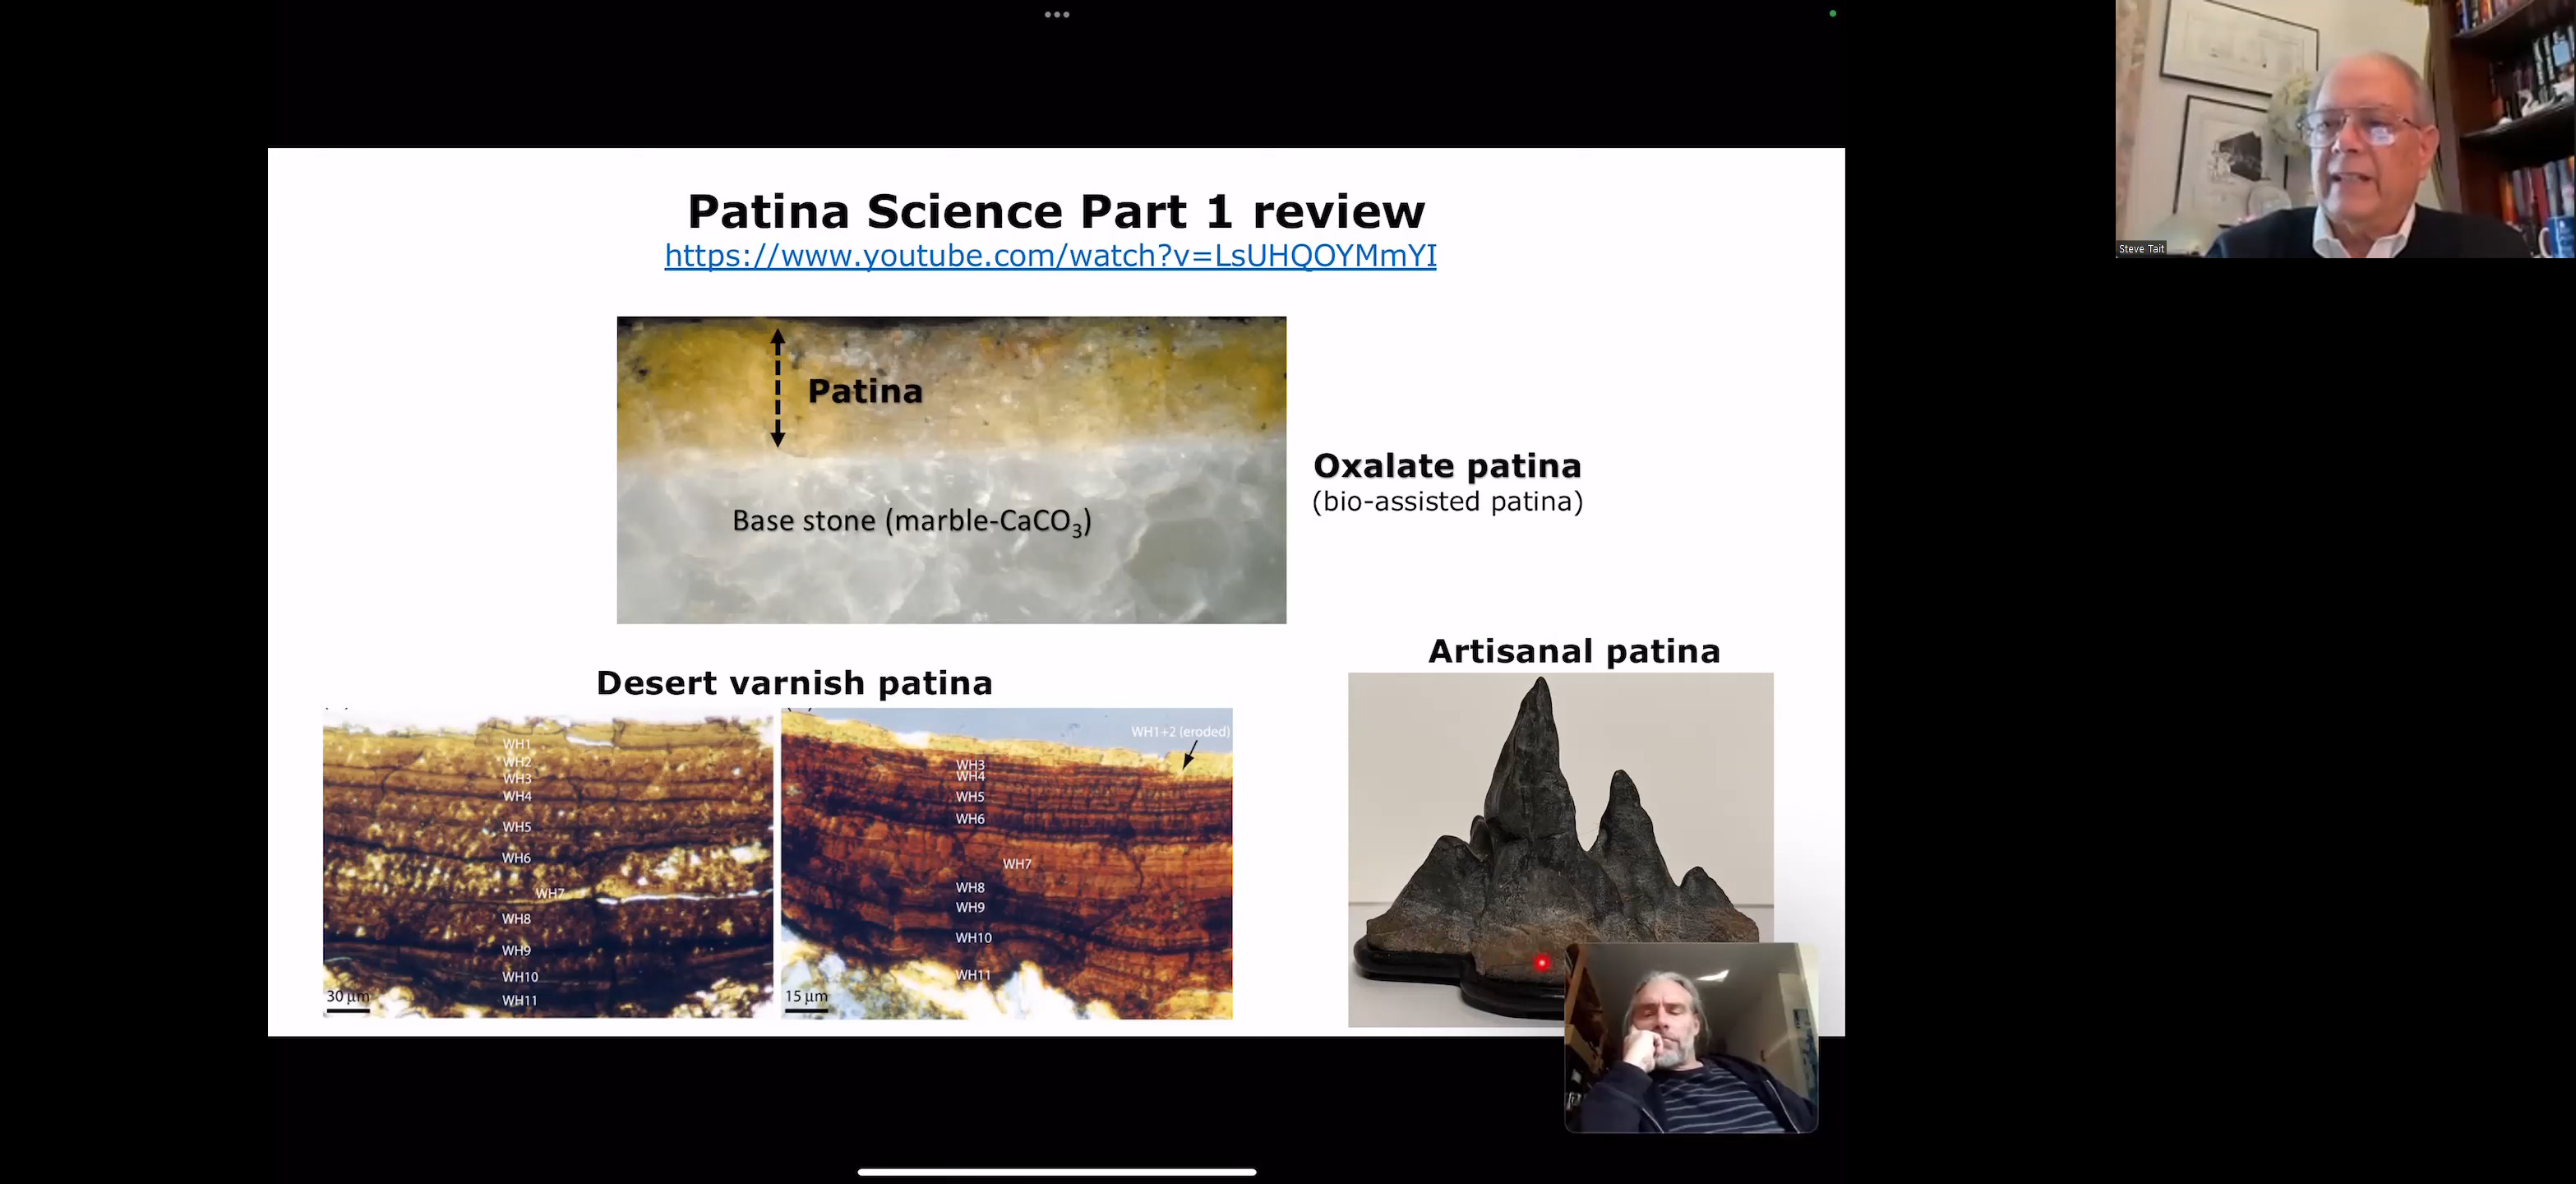 Patina Science Part 1 review
https://www.youtube.com/watch?v=LsUHQOYMmYI
Patina
Base stone (marble-CaCO₃)
Oxalate patina
(bio-assisted patina)
Desert varnish patina
WH1
WH2
WH3
WH4
WH5
WH6
WH7
WH8
WH9
WH10
WH11
30 µm
WH1+2 (eroded)
WH3
WH4
WH5
WH6
WH7
WH8
WH9
WH10
WH11
15 µm
Artisanal patina
Steve Tait